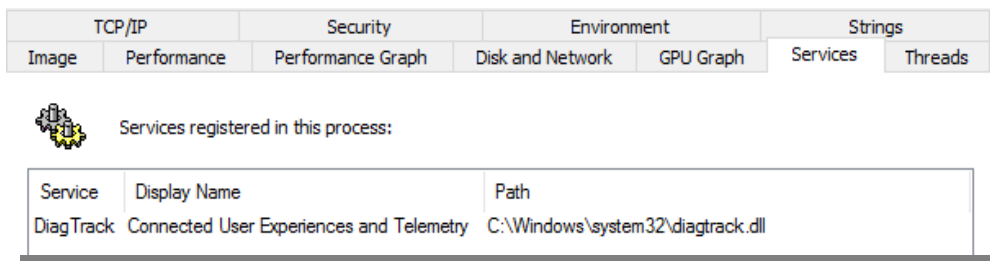 TCP/IP Security Environment Strings
Image Performance Performance Graph Disk and Network GPU Graph Services Threads
Services registered in this process:
Service Display Name Path
DiagTrack Connected User Experiences and Telemetry C:\Windows\system32\diagtrack.dll